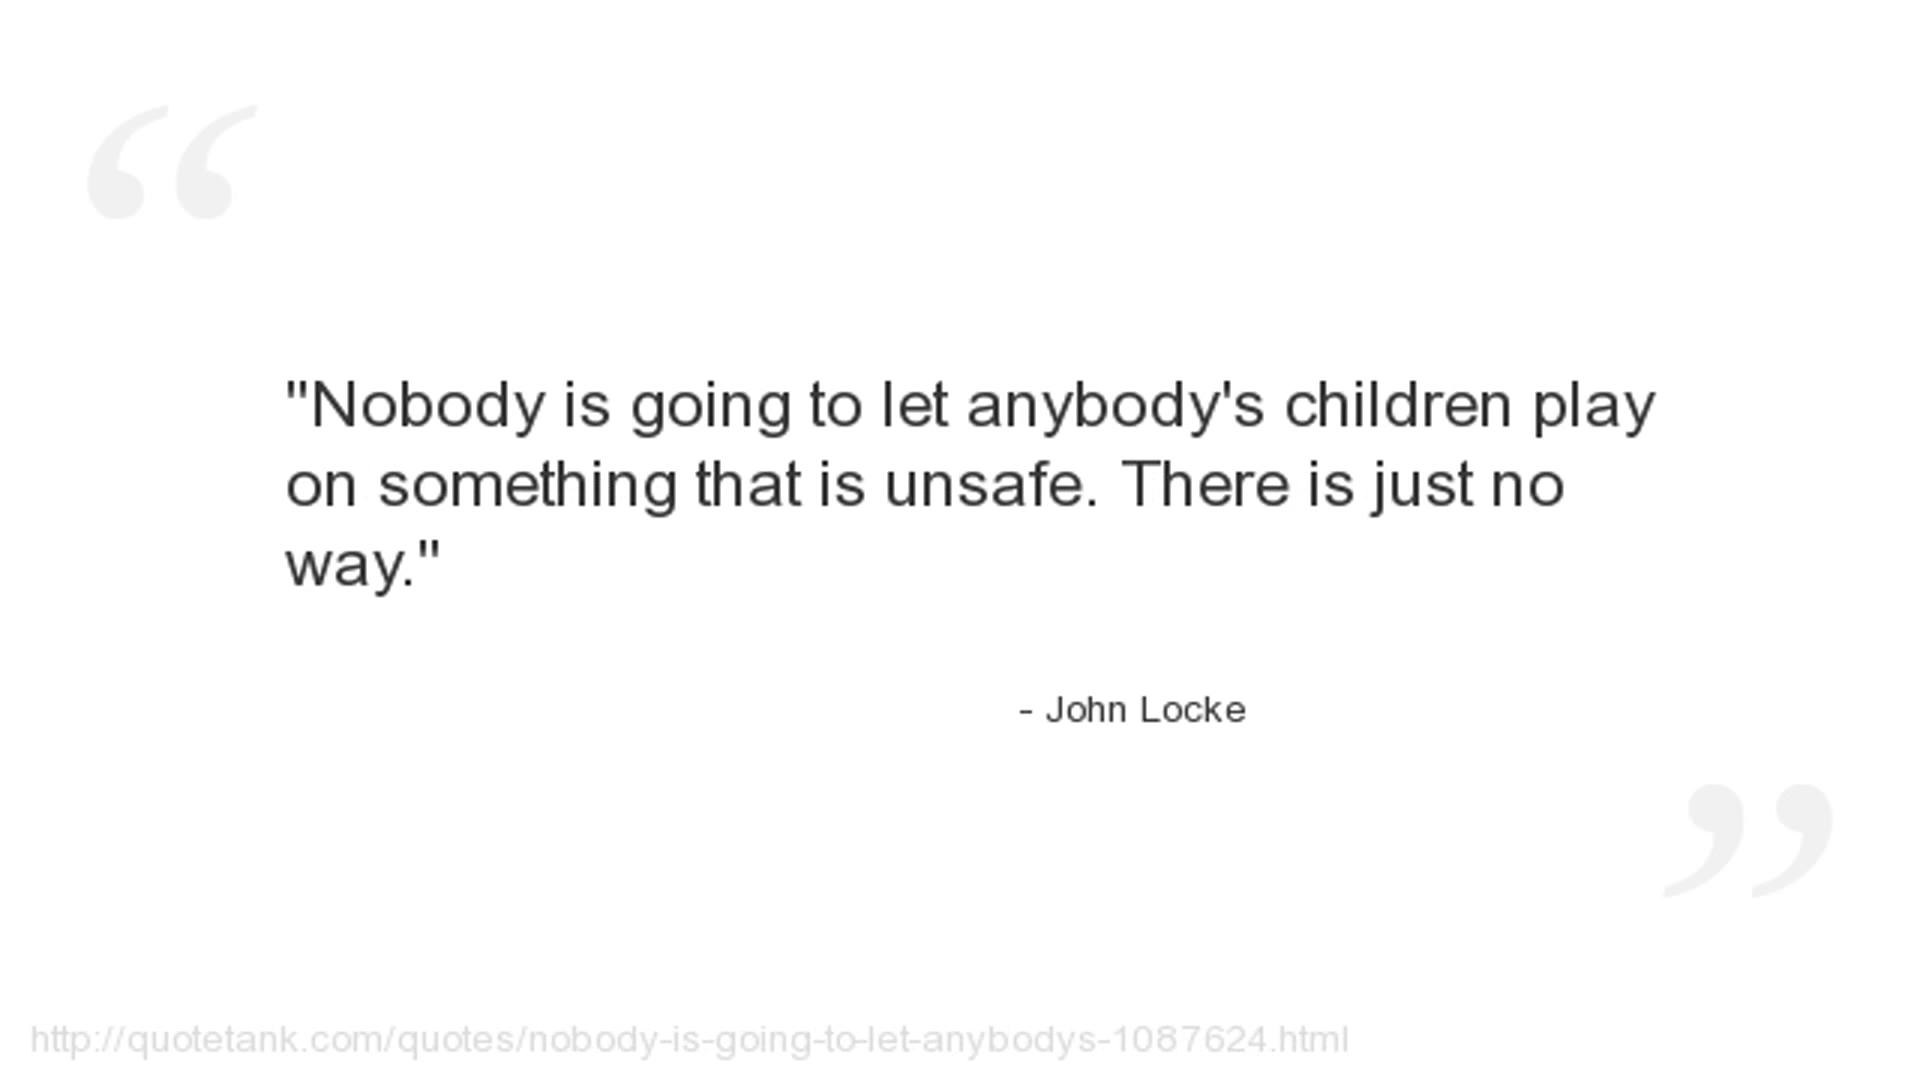 “
"Nobody is going to let anybody's children play
on something that is unsafe. There is just no
way."
- John Locke
”
http://quotetank.com/quotes/nobody-is-going-to-let-anybodys-1087624.html